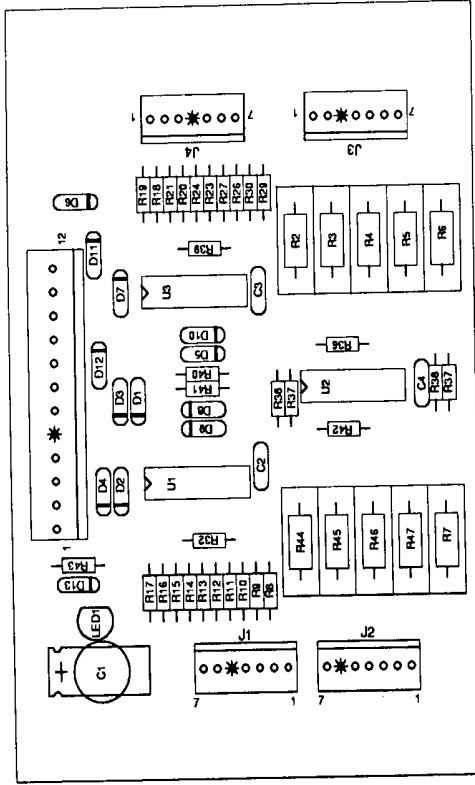 1
7
J4
1
7
J3
R19
R18
R21
R20
R24
R23
R27
R26
R30
R29
D6
12
D11
D7
R39
U3
C3
R2
R3
R4
R5
R6
D10
D5
R40
R41
D8
D9
D12
D3
D1
R36
R38
R37
U2
C4
R38
R37
R42
D4
D2
U1
C2
1
R43
D13
R32
R44
R45
R46
R47
R7
R17
R16
R15
R14
R13
R12
R11
R10
R9
R8
LED1
+
C1
J1
7
1
J2
7
1